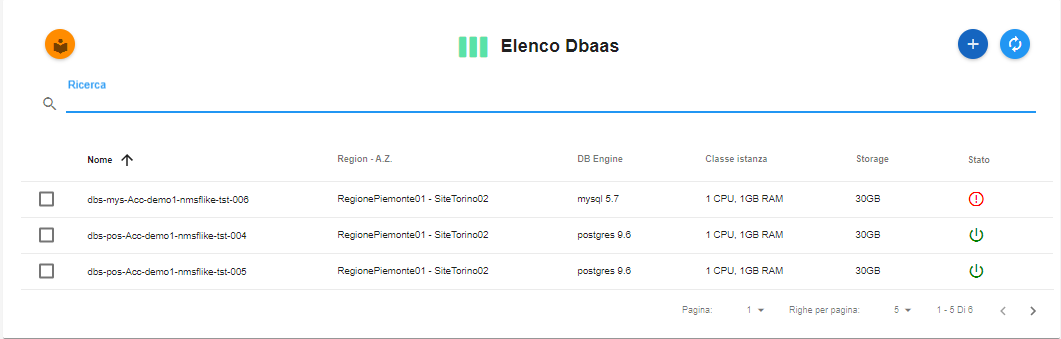 Elenco Dbaas
Ricerca
Nome Region - A.Z. DB Engine Classe istanza Storage Stato
dbs-mys-Acc-demo1-nmsflike-tst-006 RegionePiemonte01 - SiteTorino02 mysql 5.7 1 CPU, 1GB RAM 30GB
dbs-pos-Acc-demo1-nmsflike-tst-004 RegionePiemonte01 - SiteTorino02 postgres 9.6 1 CPU, 1GB RAM 30GB
dbs-pos-Acc-demo1-nmsflike-tst-005 RegionePiemonte01 - SiteTorino02 postgres 9.6 1 CPU, 1GB RAM 30GB
Pagina: 1 Righe per pagina: 5 1 - 5 Di 6